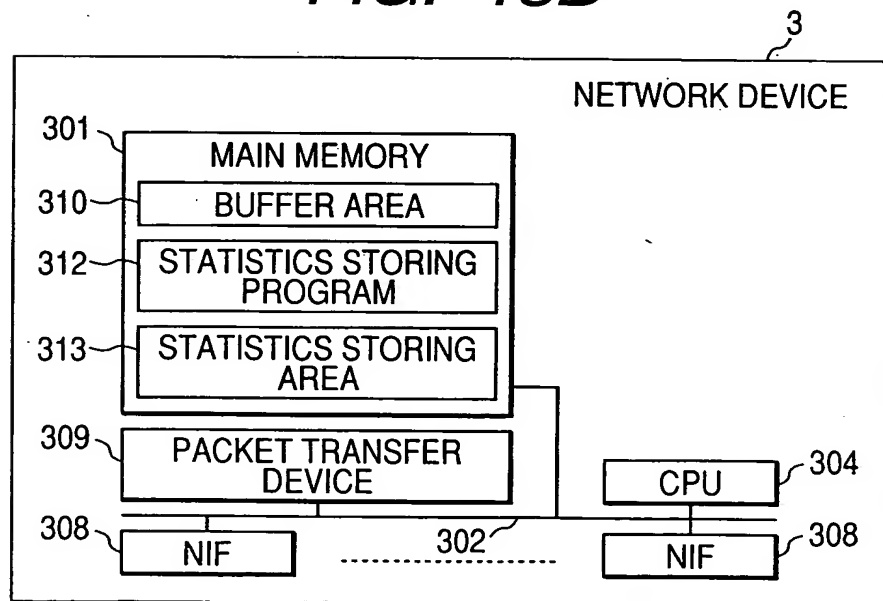 3
NETWORK DEVICE
301
MAIN MEMORY
310
BUFFER AREA
312
STATISTICS STORING
PROGRAM
313
STATISTICS STORING
AREA
309
PACKET TRANSFER
DEVICE
CPU
304
308
NIF
302
NIF
308